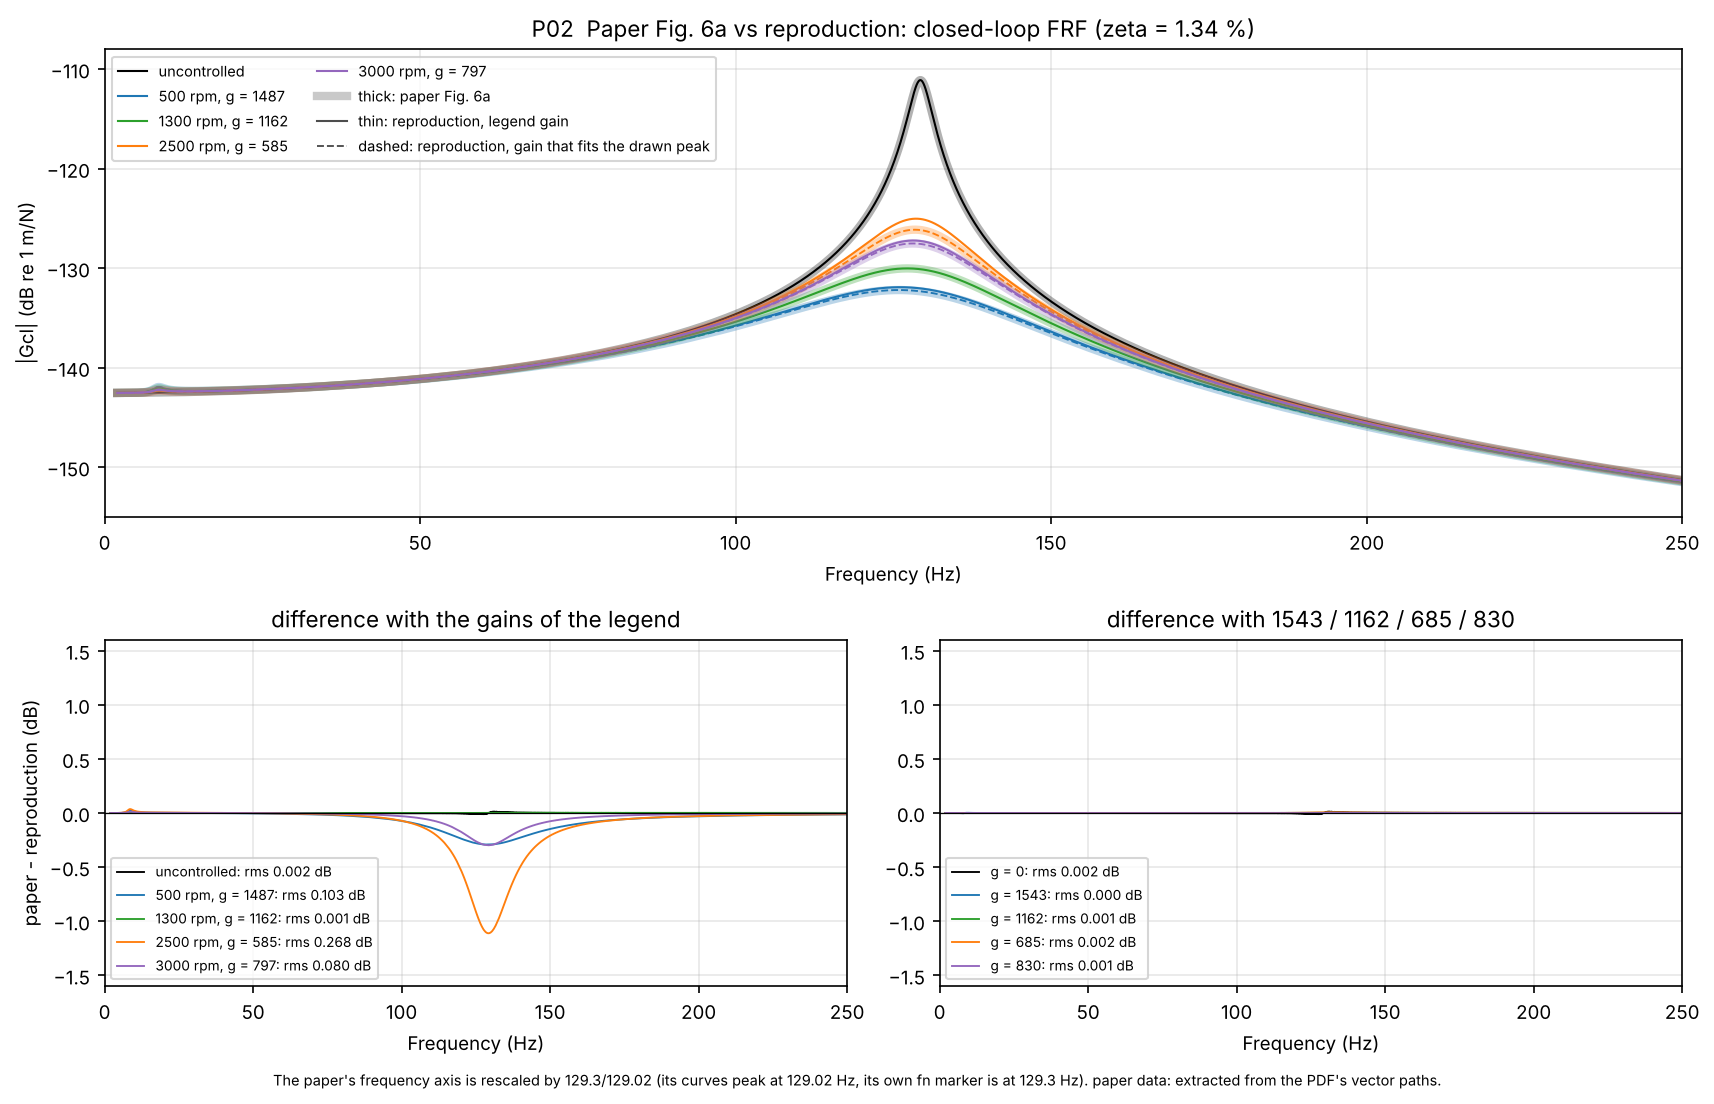 P02  Paper Fig. 6a vs reproduction: closed-loop FRF (zeta = 1.34 %)
|Gcl| (dB re 1 m/N)
−110
−120
−130
−140
−150
uncontrolled
500 rpm, g = 1487
1300 rpm, g = 1162
2500 rpm, g = 585
3000 rpm, g = 797
thick: paper Fig. 6a
thin: reproduction, legend gain
dashed: reproduction, gain that fits the drawn peak
0 50 100 150 200 250
Frequency (Hz)
difference with the gains of the legend
paper - reproduction (dB)
1.5
1.0
0.5
0.0
−0.5
−1.0
−1.5
uncontrolled: rms 0.002 dB
500 rpm, g = 1487: rms 0.103 dB
1300 rpm, g = 1162: rms 0.001 dB
2500 rpm, g = 585: rms 0.268 dB
3000 rpm, g = 797: rms 0.080 dB
0 50 100 150 200 250
Frequency (Hz)
difference with 1543 / 1162 / 685 / 830
1.5
1.0
0.5
0.0
−0.5
−1.0
−1.5
g = 0: rms 0.002 dB
g = 1543: rms 0.000 dB
g = 1162: rms 0.001 dB
g = 685: rms 0.002 dB
g = 830: rms 0.001 dB
0 50 100 150 200 250
Frequency (Hz)
The paper's frequency axis is rescaled by 129.3/129.02 (its curves peak at 129.02 Hz, its own fn marker is at 129.3 Hz). paper data: extracted from the PDF's vector paths.